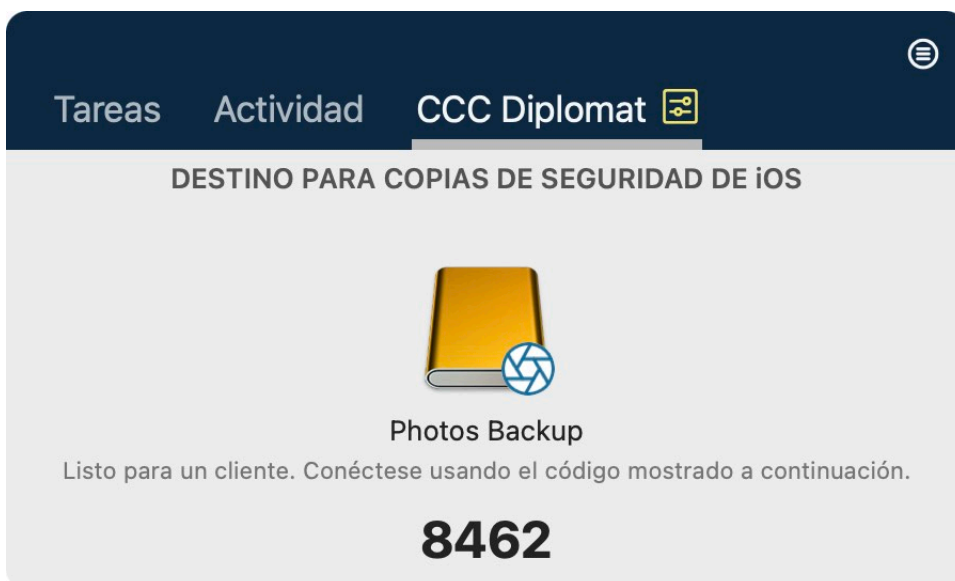 Tareas Actividad CCC Diplomat
DESTINO PARA COPIAS DE SEGURIDAD DE iOS
Photos Backup
Listo para un cliente. Conéctese usando el código mostrado a continuación.
8462